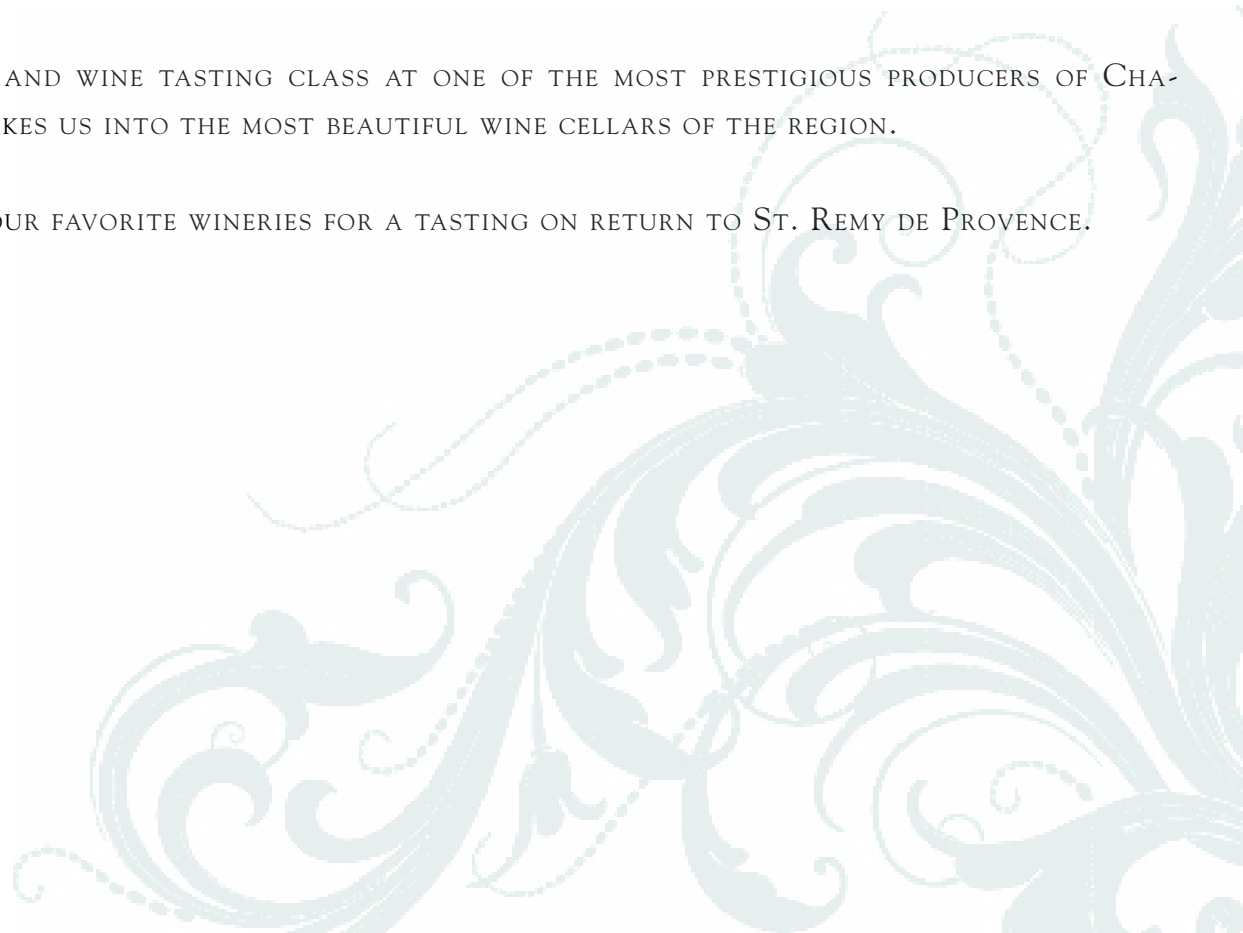 and wine tasting class at one of the most prestigious producers of Cha-
kes us into the most beautiful wine cellars of the region.
ur favorite wineries for a tasting on return to St. Remy de Provence.